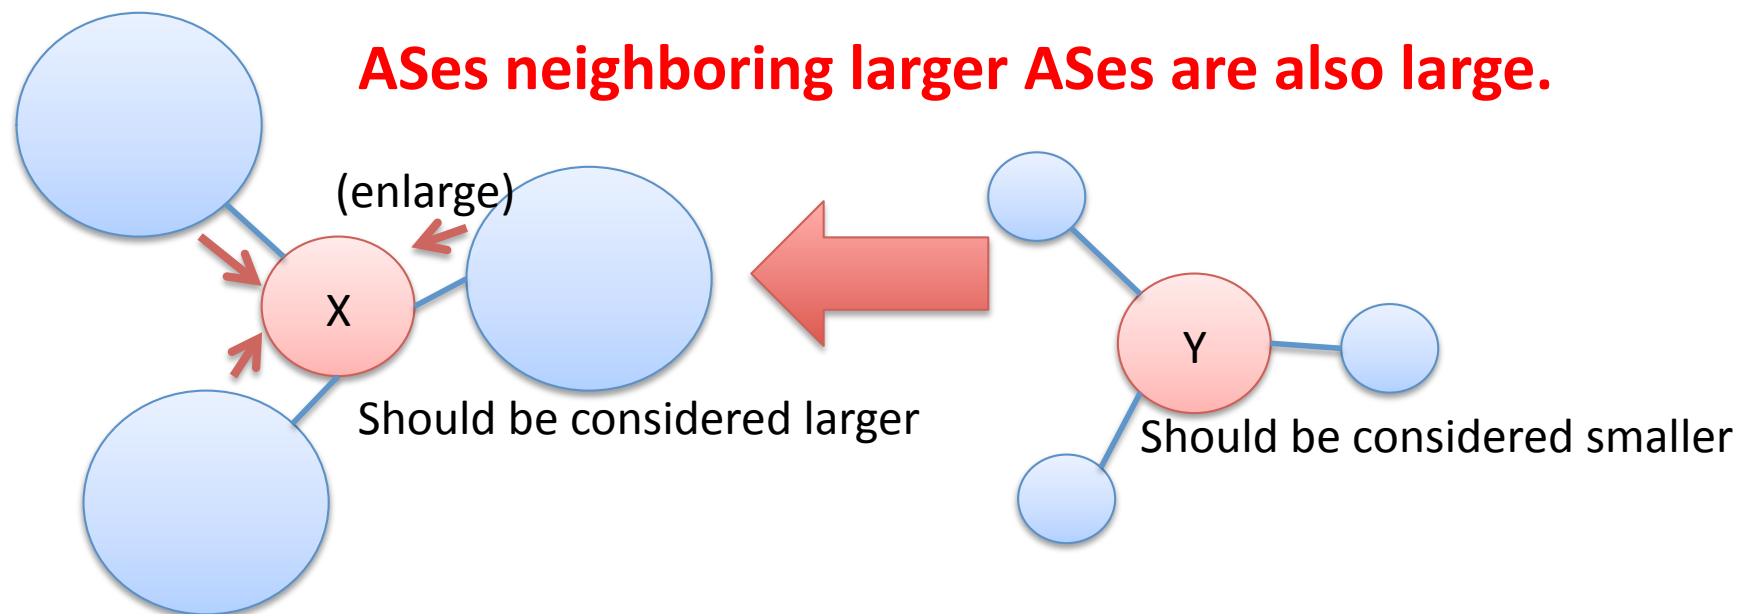 ASes neighboring larger ASes are also large.
(enlarge)
X
Y
Should be considered larger
Should be considered smaller